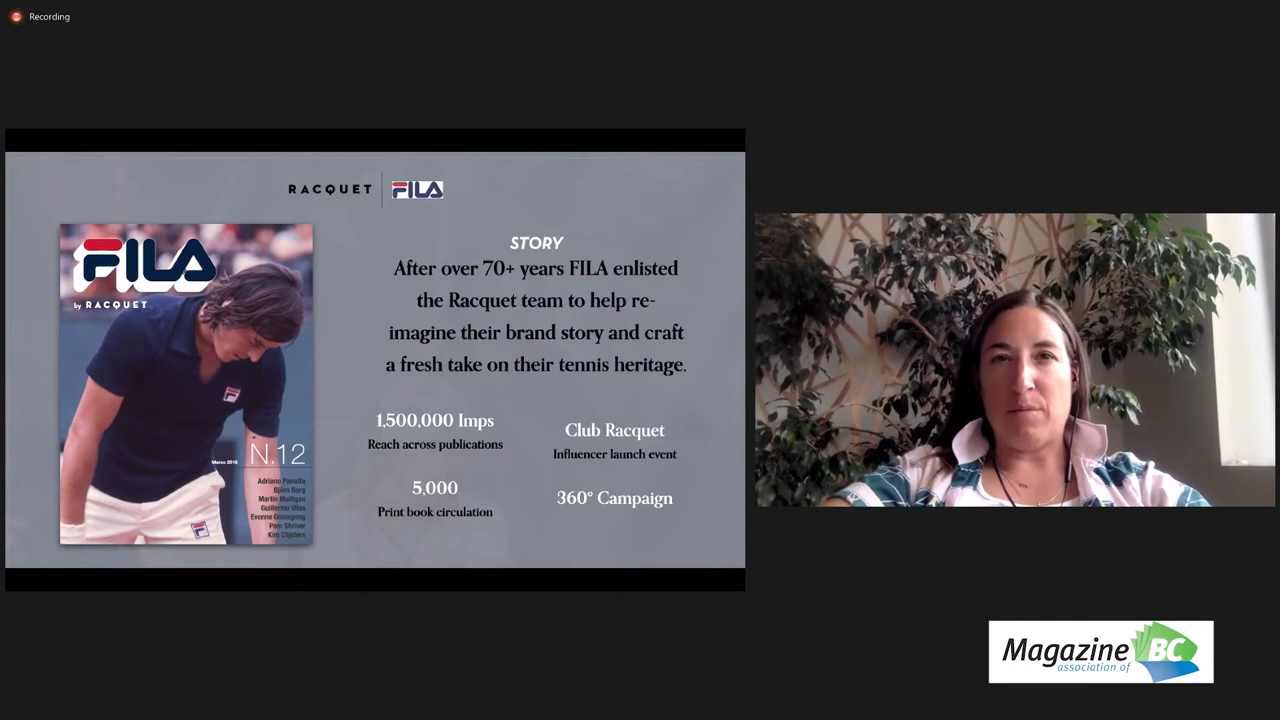 Recording
RACQUET
FILA
FILA
by RACQUET
Marzo 2019
N.12
Adriano Panatta
Björn Borg
Martin Mulligan
Guillermo Vilas
Evonne Goolagong
Pam Shriver
Kim Clijsters
STORY
After over 70+ years FILA enlisted
the Racquet team to help re-
imagine their brand story and craft
a fresh take on their tennis heritage.
1,500,000 Imps
Reach across publications
Club Racquet
Influencer launch event
5,000
Print book circulation
360° Campaign
Magazine BC
association of